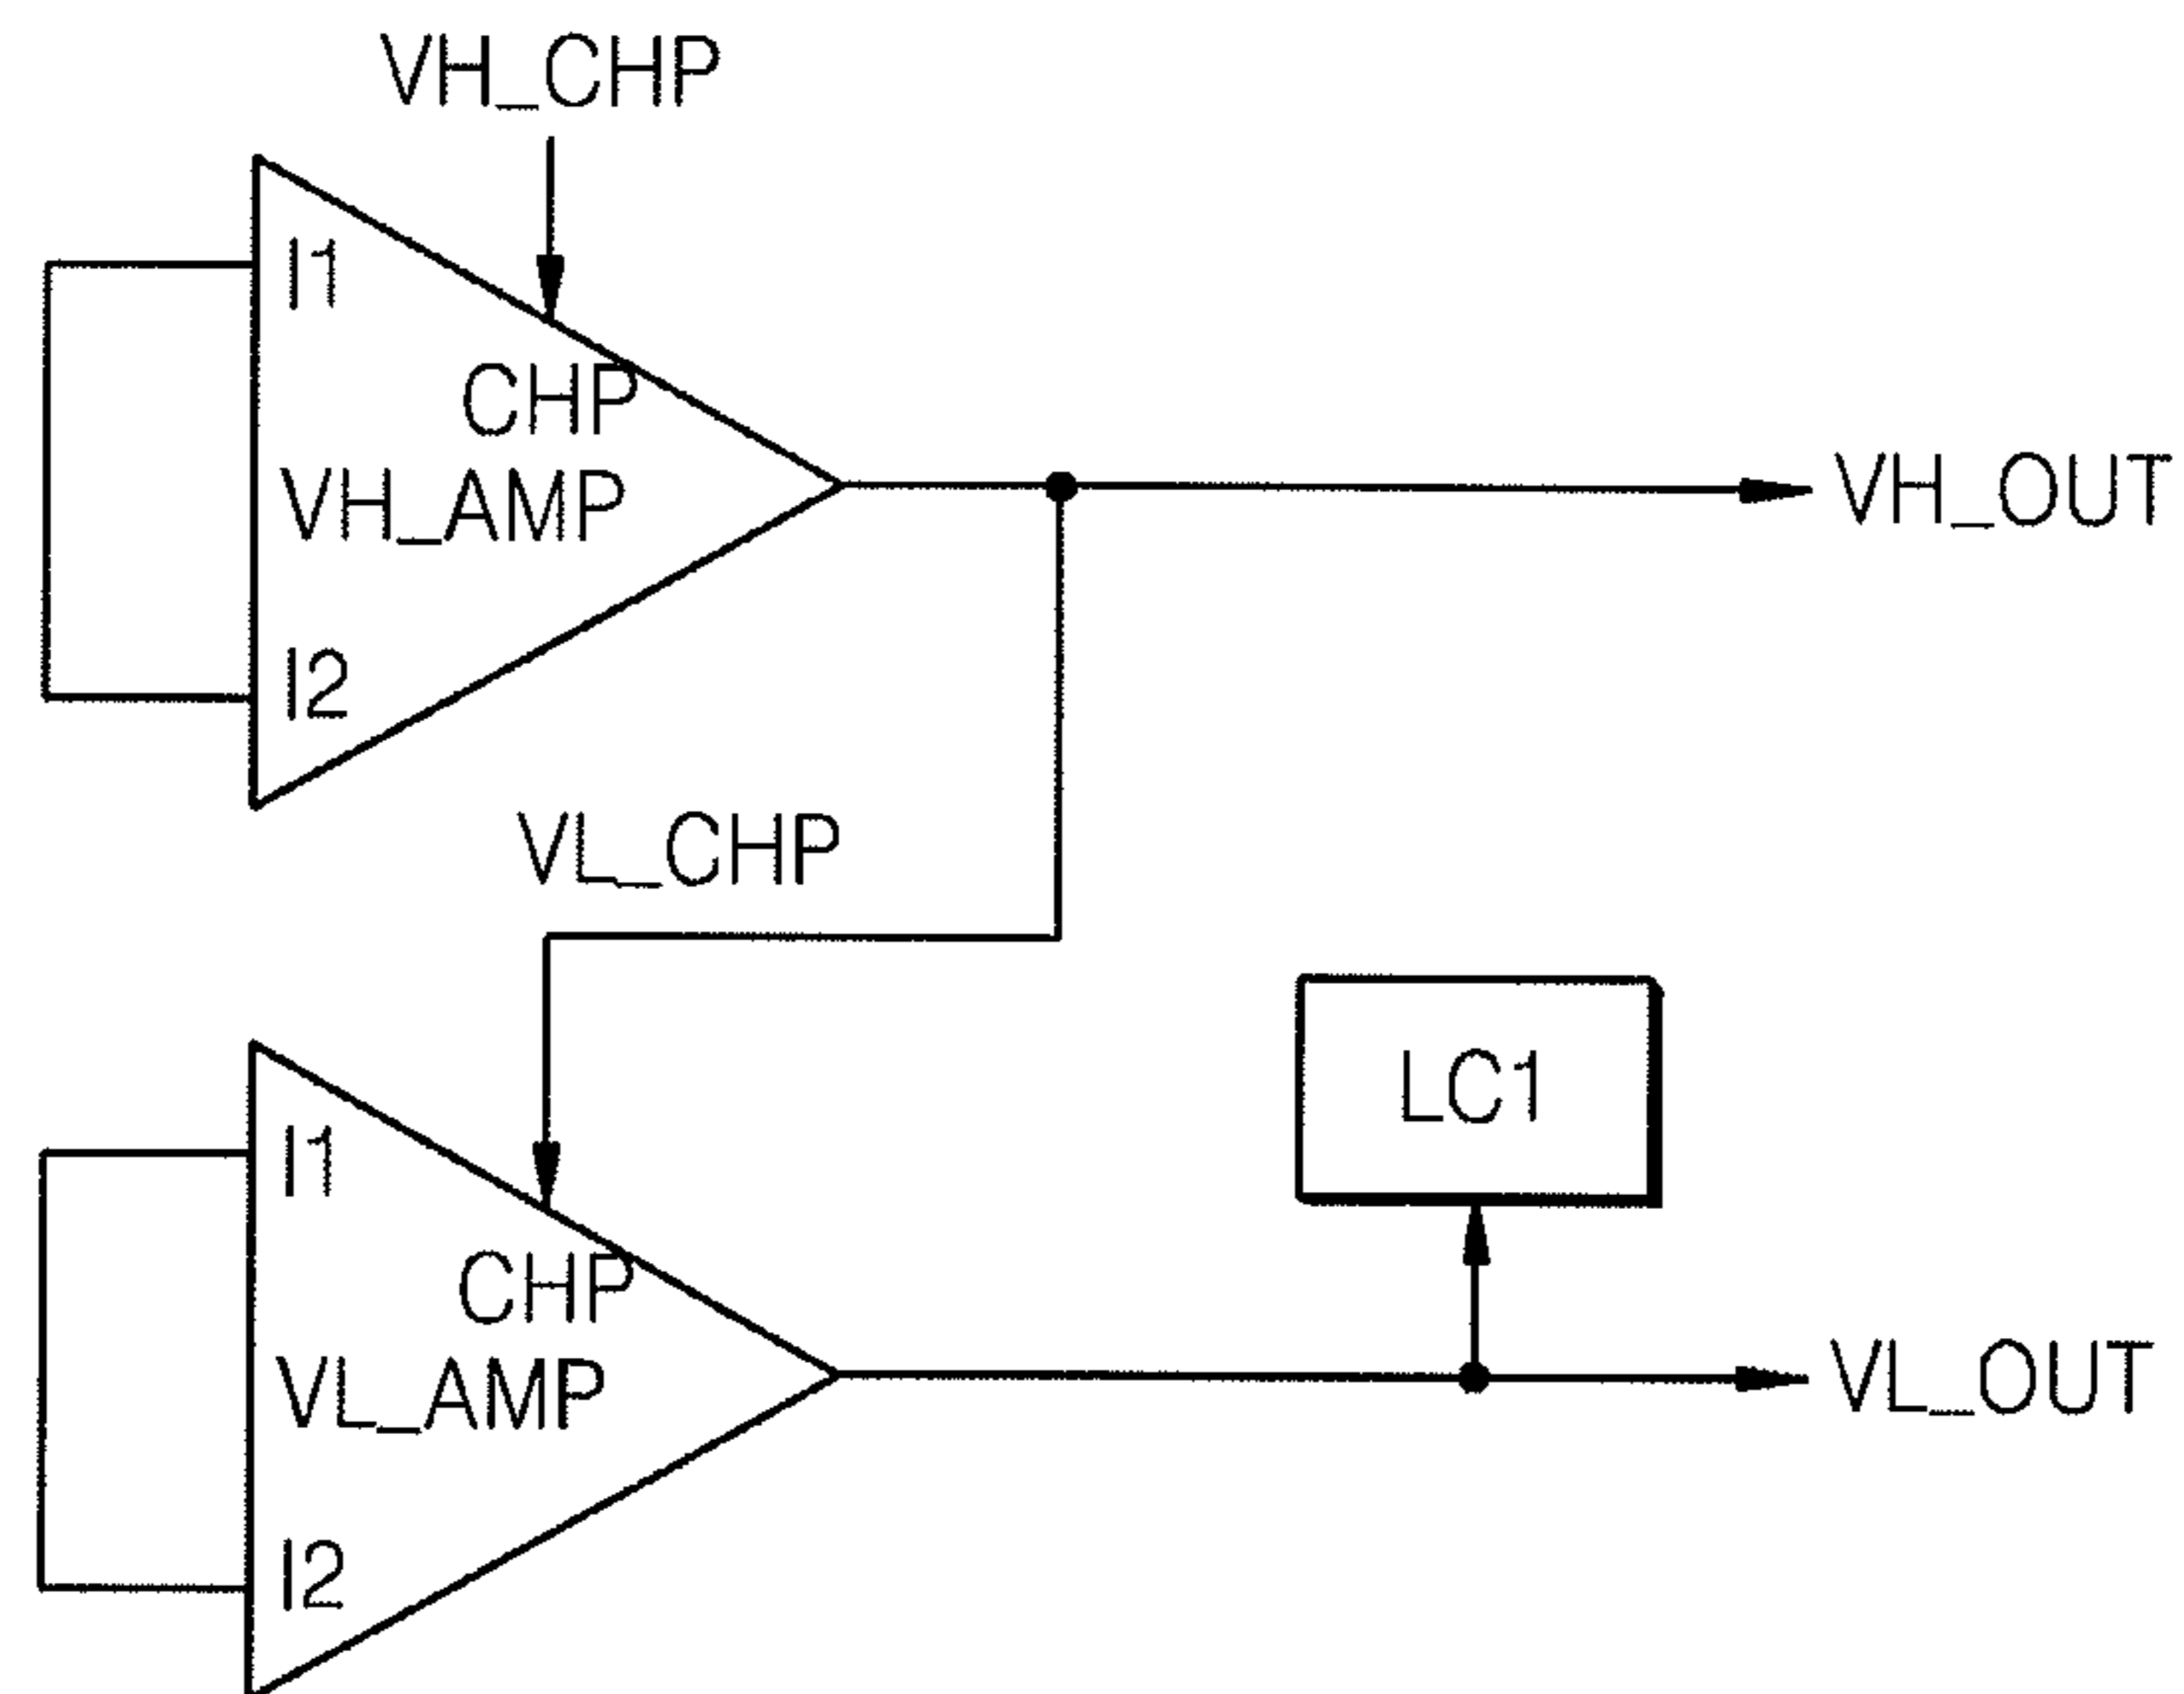 VH_CHP
I1
CHP
VH_AMP
VH_OUT
I2
VL_CHP
LC1
I1
CHP
VL_AMP
VL_OUT
I2